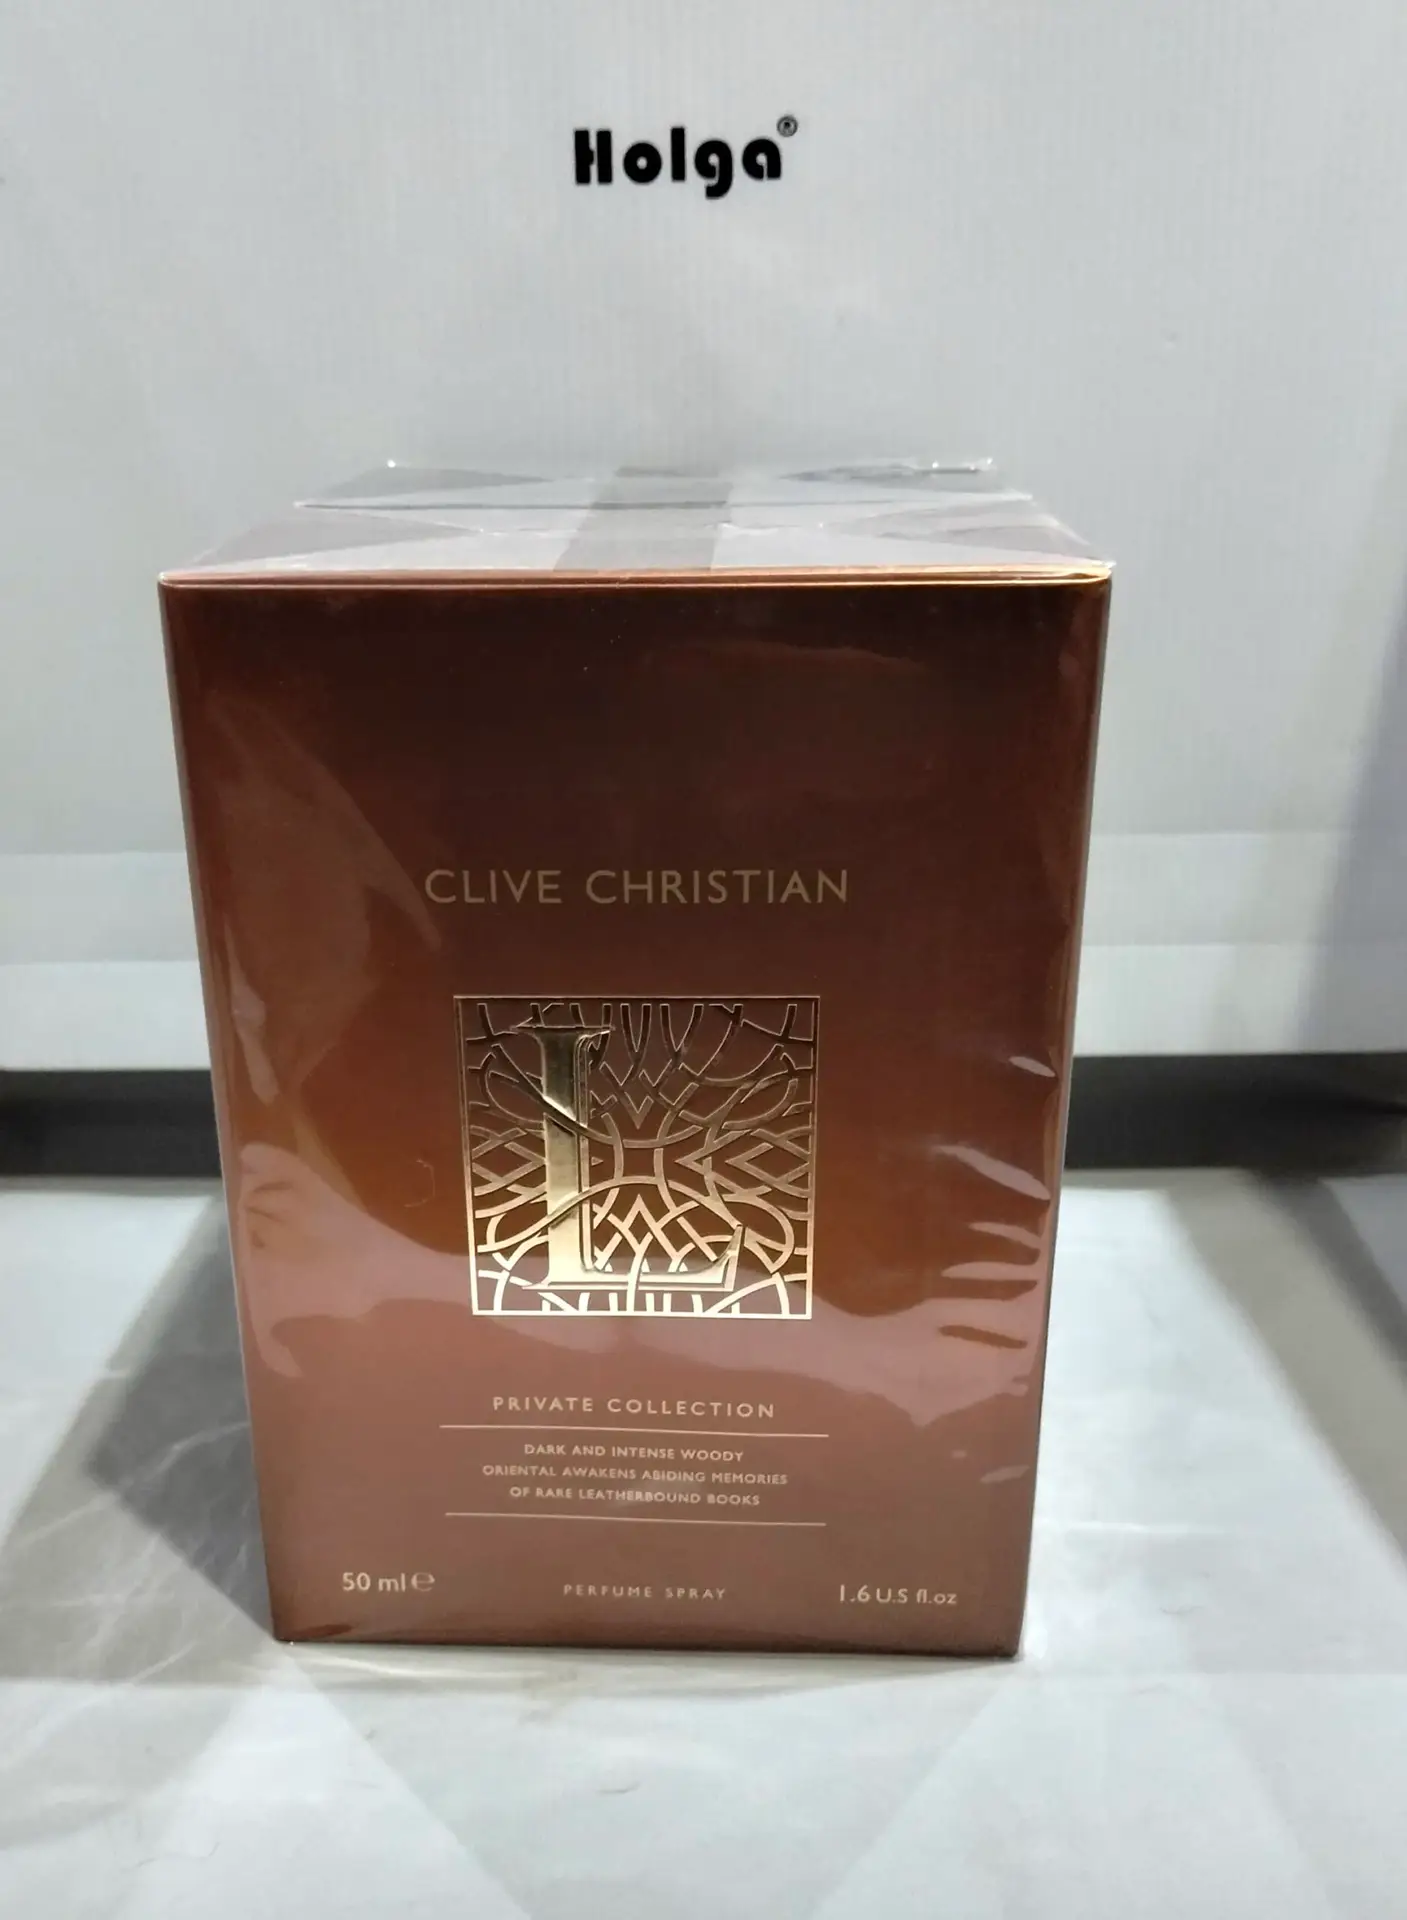 Holga®
CLIVE CHRISTIAN
L
PRIVATE COLLECTION
DARK AND INTENSE WOODY
ORIENTAL AWAKENS ABIDING MEMORIES
OF RARE LEATHERBOUND BOOKS
50 ml ℮
PERFUME SPRAY
1.6 U.S fl.oz